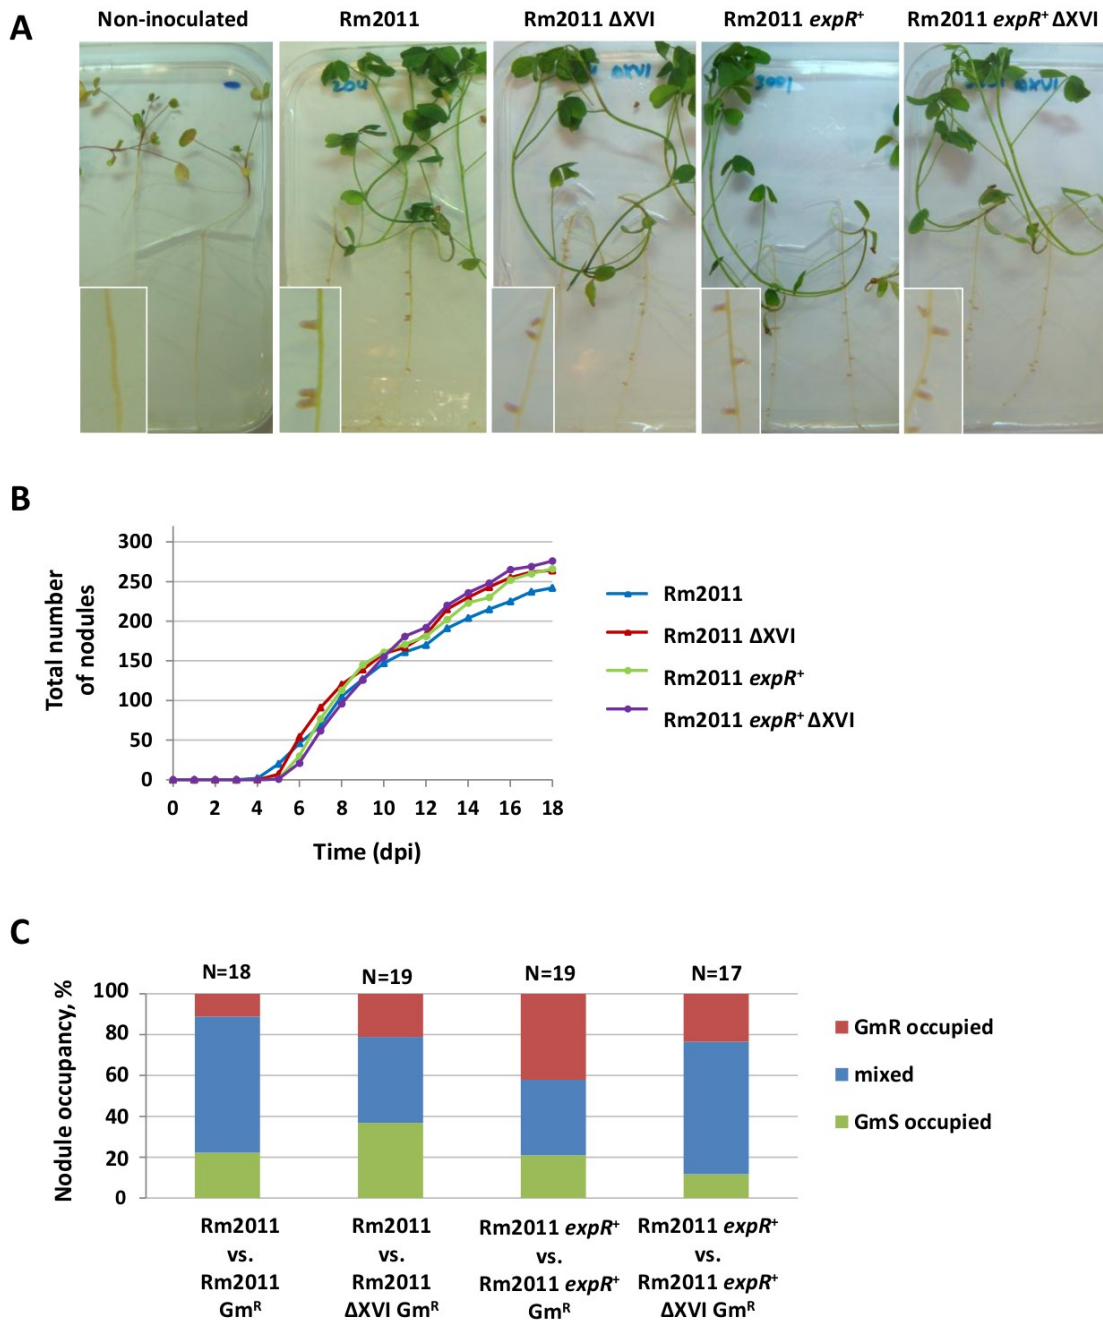 A
Non-inoculated
Rm2011
Rm2011 ΔXVI
Rm2011 expR⁺
Rm2011 expR⁺ ΔXVI
B
Total number
of nodules
300
250
200
150
100
50
0
0 2 4 6 8 10 12 14 16 18
Time (dpi)
Rm2011
Rm2011 ΔXVI
Rm2011 expR⁺
Rm2011 expR⁺ ΔXVI
C
N=18
N=19
N=19
N=17
Nodule occupancy, %
100
80
60
40
20
0
GmR occupied
mixed
GmS occupied
Rm2011
vs.
Rm2011
Gmᴿ
Rm2011
vs.
Rm2011
ΔXVI Gmᴿ
Rm2011 expR⁺
vs.
Rm2011 expR⁺
Gmᴿ
Rm2011 expR⁺
vs.
Rm2011 expR⁺
ΔXVI Gmᴿ